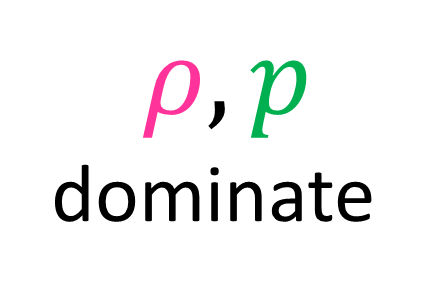 ρ, p
dominate